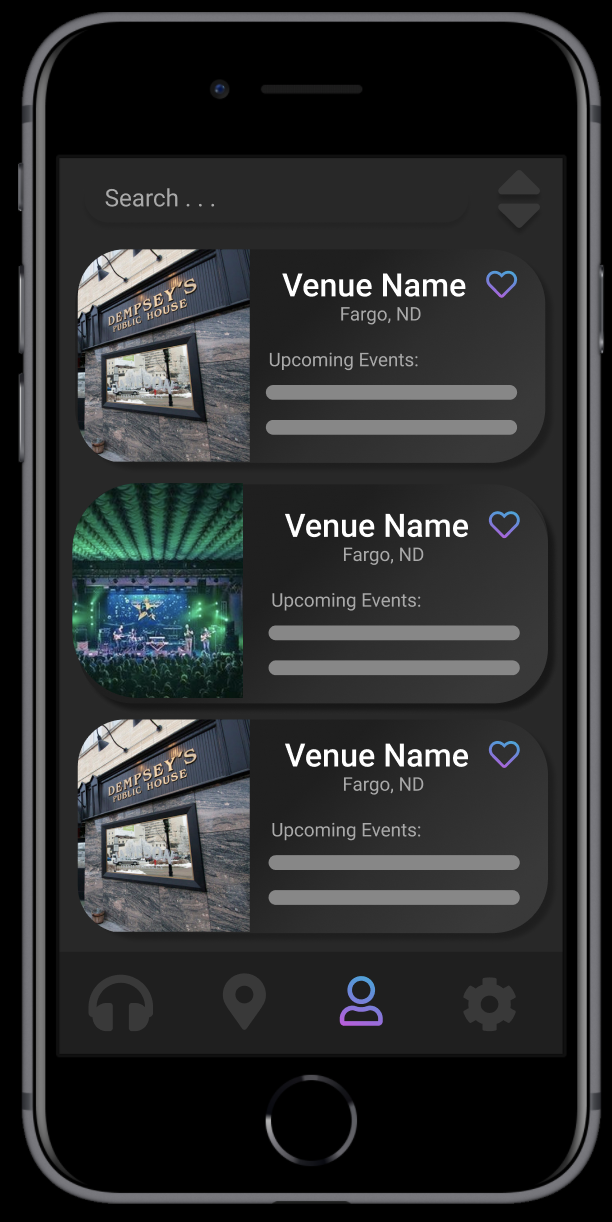 Search . . .
DEMPSEY'S
PUBLIC HOUSE
Venue Name
Fargo, ND
Upcoming Events:
Venue Name
Fargo, ND
Upcoming Events:
DEMPSEY'S
PUBLIC HOUSE
Venue Name
Fargo, ND
Upcoming Events: